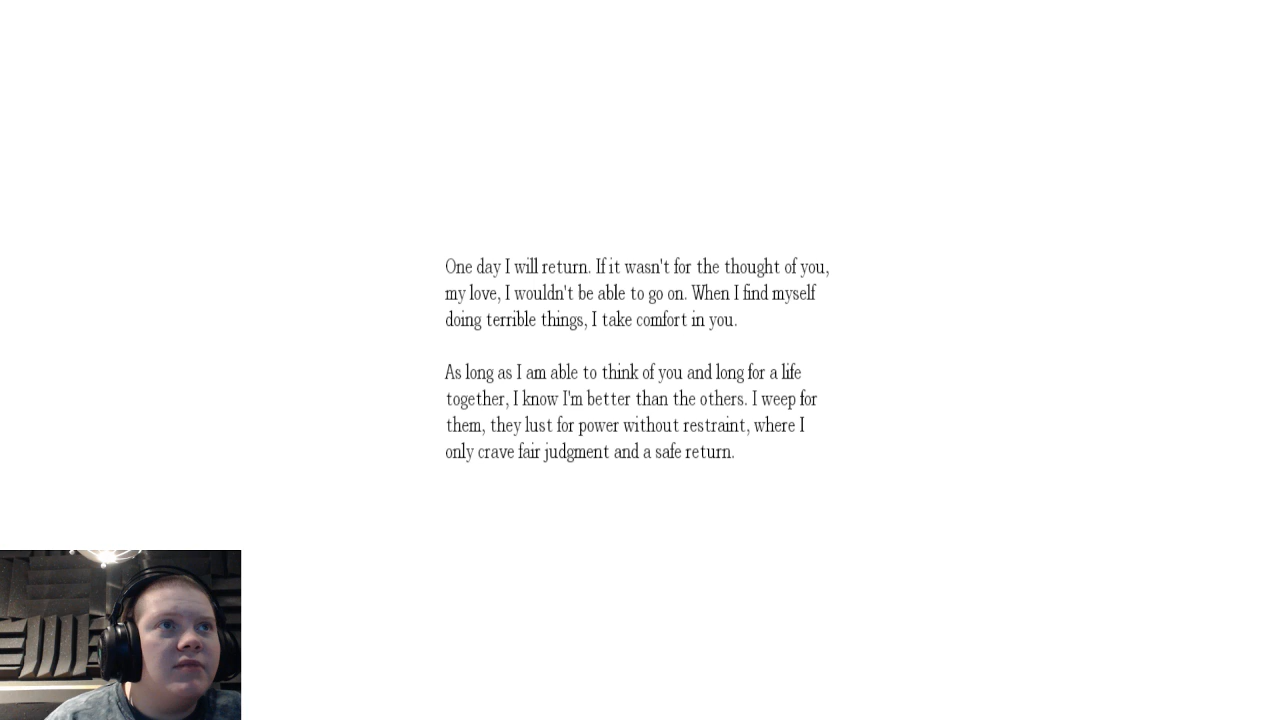 One day I will return. If it wasn't for the thought of you,
my love, I wouldn't be able to go on. When I find myself
doing terrible things, I take comfort in you.
As long as I am able to think of you and long for a life
together, I know I'm better than the others. I weep for
them, they lust for power without restraint, where I
only crave fair judgment and a safe return.